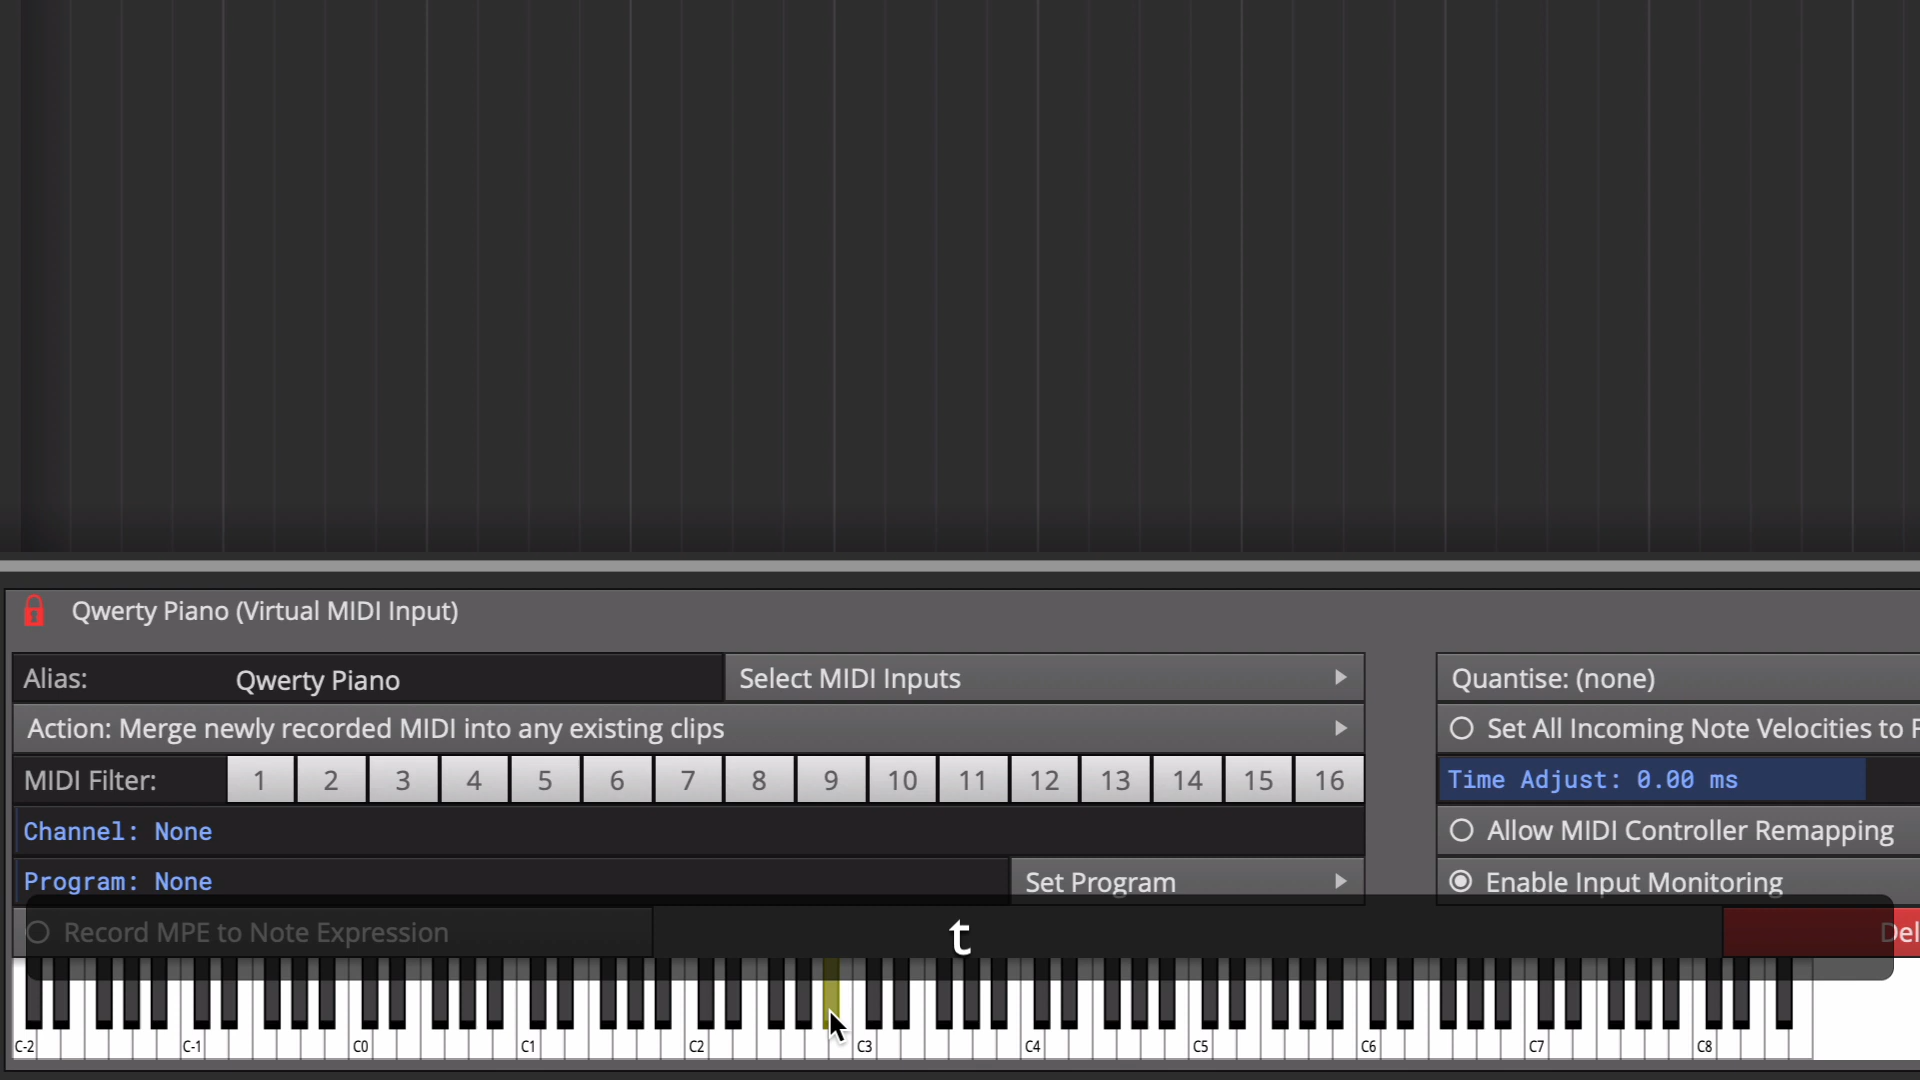 Qwerty Piano (Virtual MIDI Input)
Alias: Qwerty Piano Select MIDI Inputs Quantise: (none)
Action: Merge newly recorded MIDI into any existing clips Set All Incoming Note Velocities to F
MIDI Filter: 1 2 3 4 5 6 7 8 9 10 11 12 13 14 15 16 Time Adjust: 0.00 ms
Channel: None Allow MIDI Controller Remapping
Program: None Set Program Enable Input Monitoring
Record MPE to Note Expression t Del
C-2 C-1 C0 C1 C2 C3 C4 C5 C6 C7 C8